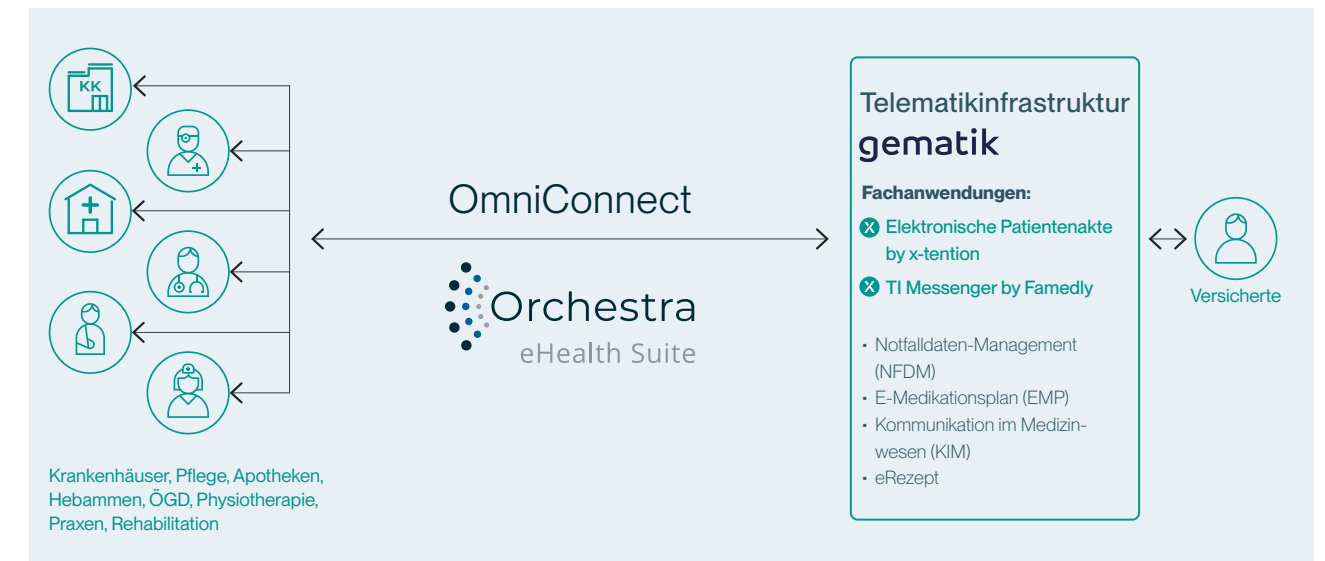 KK
Krankenhäuser, Pflege, Apotheken,
Hebammen, ÖGD, Physiotherapie,
Praxen, Rehabilitation
OmniConnect
Orchestra
eHealth Suite
Telematikinfrastruktur
gematik
Fachanwendungen:
X Elektronische Patientenakte
by x-tention
X TI Messenger by Famedly
· Notfalldaten-Management
(NFDM)
· E-Medikationsplan (EMP)
· Kommunikation im Medizin-
wesen (KIM)
· eRezept
Versicherte